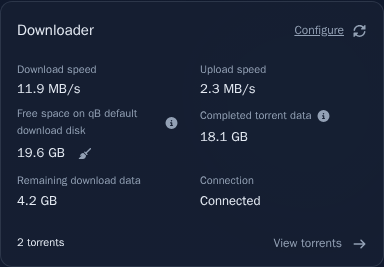 Downloader
Configure
Download speed
11.9 MB/s
Upload speed
2.3 MB/s
Free space on qB default
download disk
19.6 GB
Completed torrent data
18.1 GB
Remaining download data
4.2 GB
Connection
Connected
2 torrents
View torrents